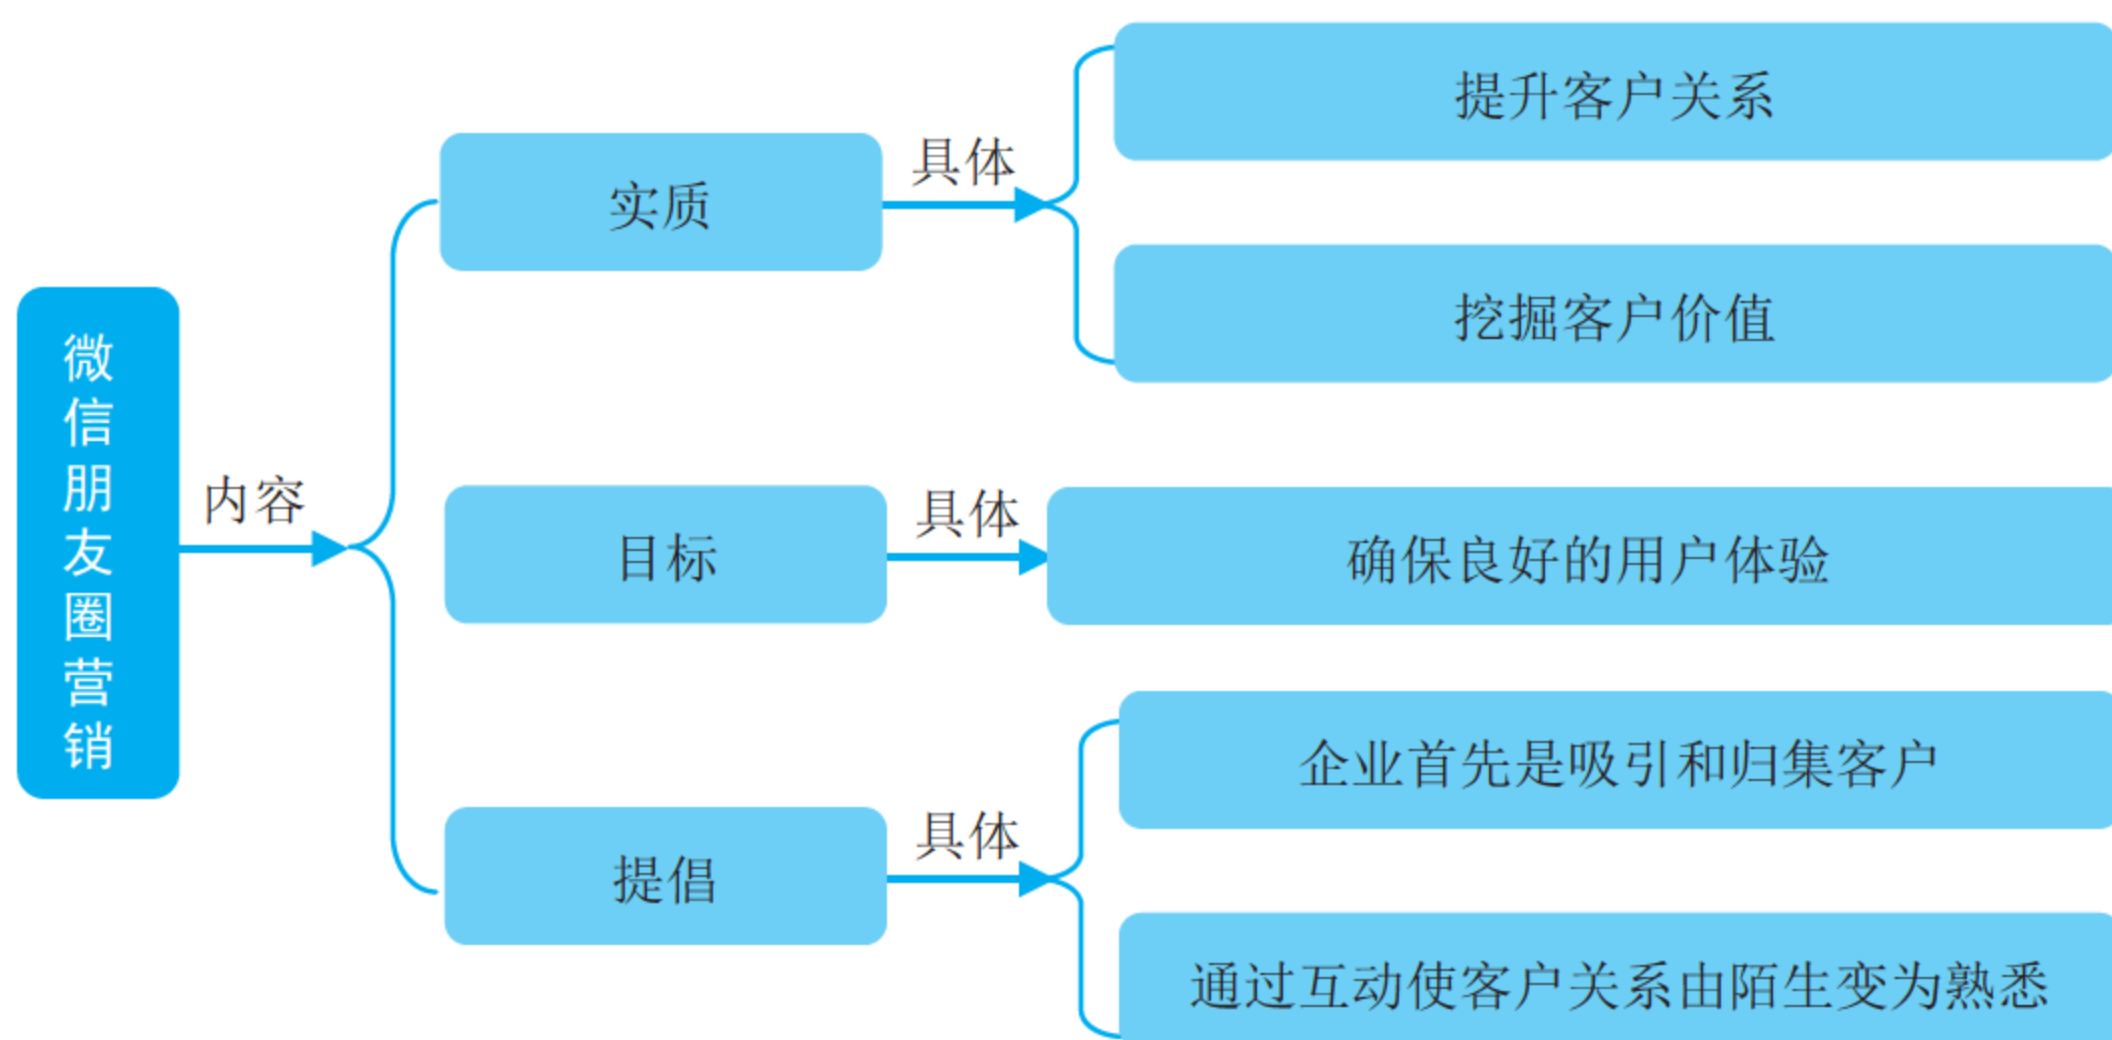 微信朋友圈营销
内容
实质
具体
提升客户关系
挖掘客户价值
目标
具体
确保良好的用户体验
提倡
具体
企业首先是吸引和归集客户
通过互动使客户关系由陌生变为熟悉